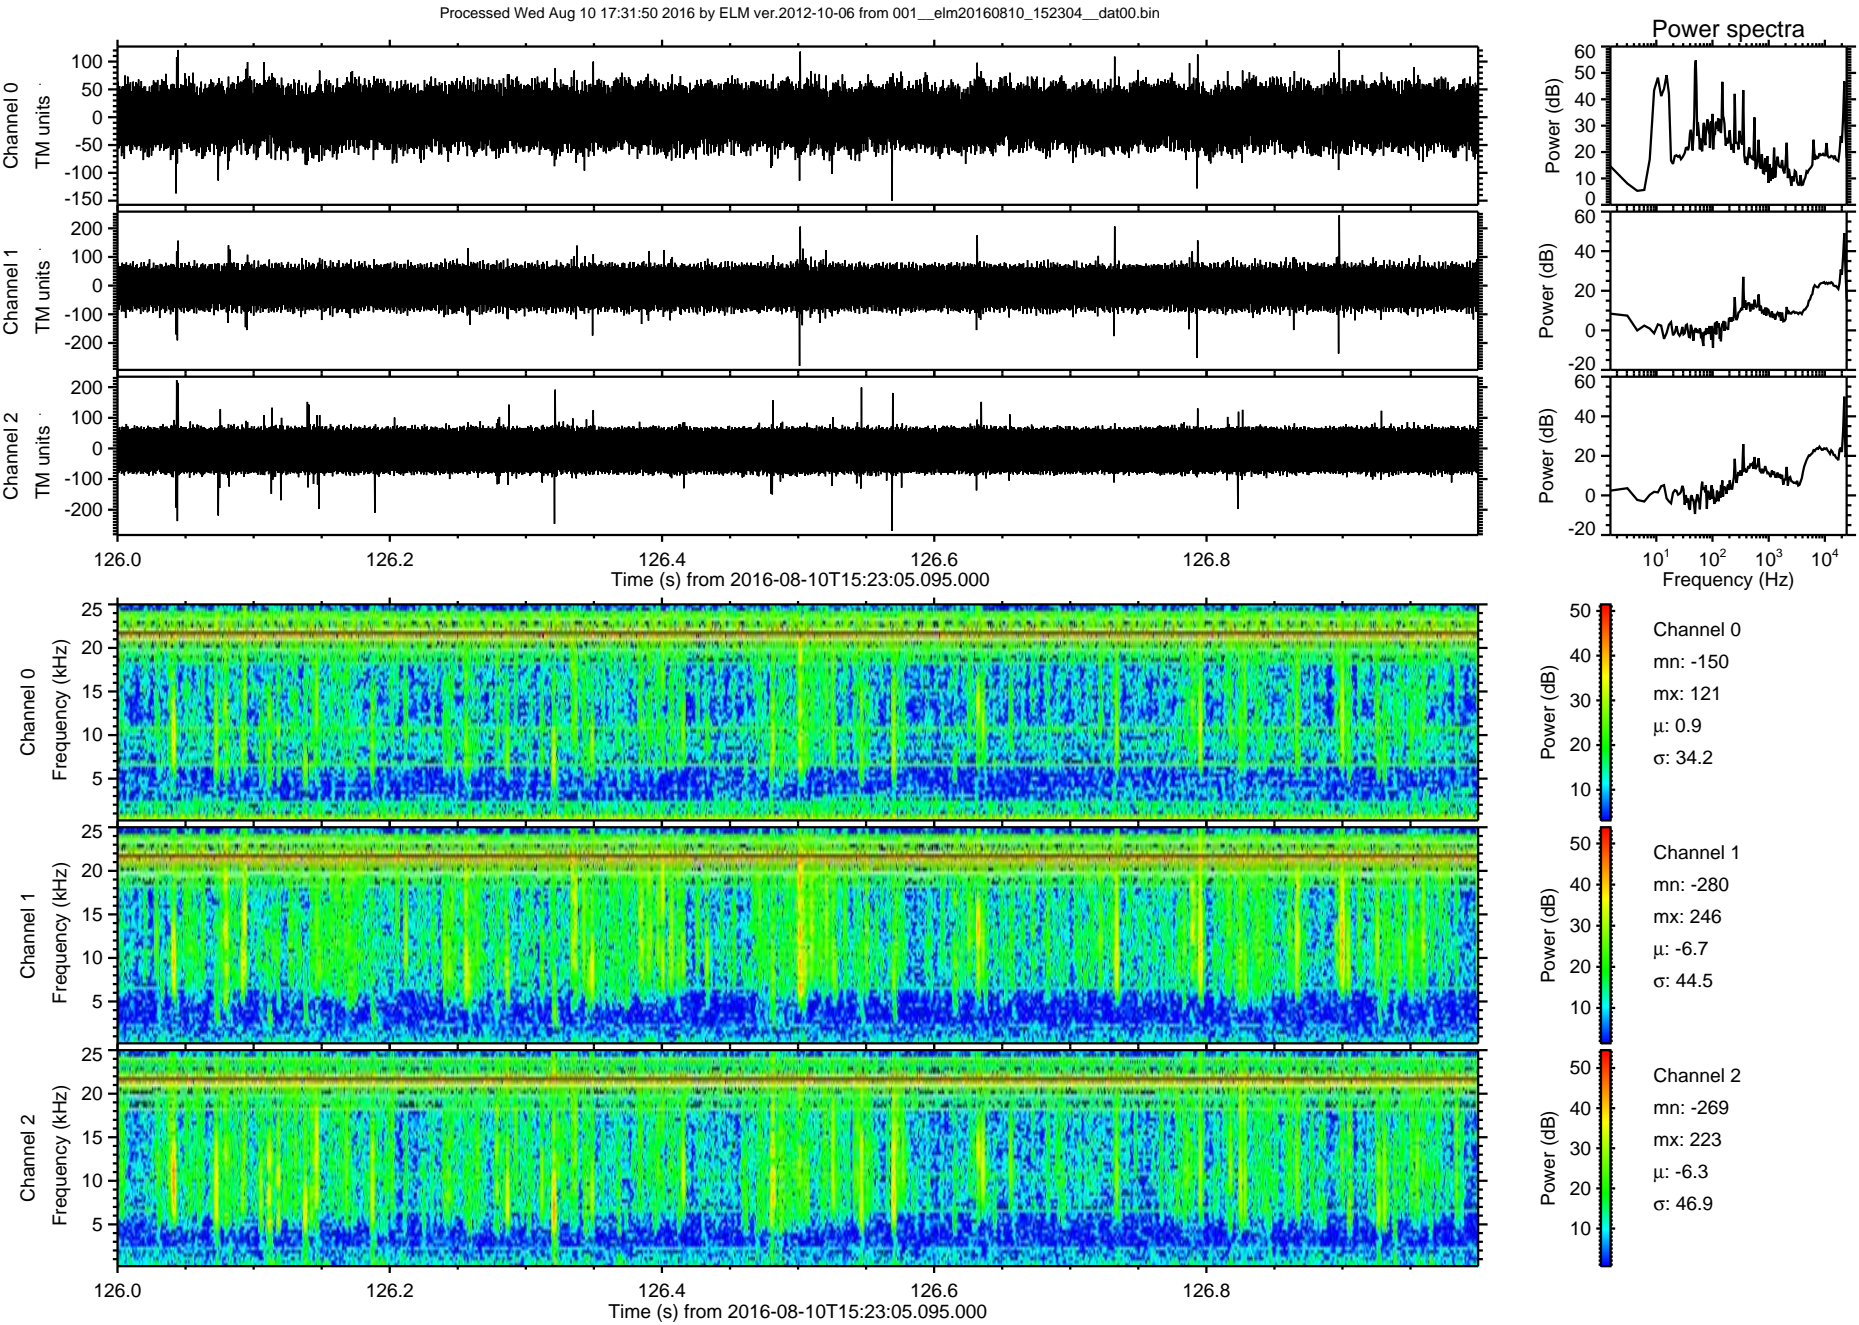 Processed Wed Aug 10 17:31:50 2016 by ELM ver.2012-10-06 from 001__elm20160810_152304__dat00.bin
Power spectra
Channel 0
TM units
100
50
0
-50
-100
-150
Power (dB)
60
50
40
30
20
10
0
Channel 1
TM units
200
100
0
-100
-200
Power (dB)
60
40
20
0
-20
Channel 2
TM units
200
100
0
-100
-200
Power (dB)
60
40
20
0
-20
126.0 126.2 126.4 126.6 126.8
Time (s) from 2016-08-10T15:23:05.095.000
10^1 10^2 10^3 10^4
Frequency (Hz)
Channel 0
Frequency (kHz)
25
20
15
10
5
Power (dB)
50
40
30
20
10
Channel 0
mn: -150
mx: 121
μ: 0.9
σ: 34.2
Channel 1
Frequency (kHz)
25
20
15
10
5
Power (dB)
50
40
30
20
10
Channel 1
mn: -280
mx: 246
μ: -6.7
σ: 44.5
Channel 2
Frequency (kHz)
25
20
15
10
5
Power (dB)
50
40
30
20
10
Channel 2
mn: -269
mx: 223
μ: -6.3
σ: 46.9
126.0 126.2 126.4 126.6 126.8
Time (s) from 2016-08-10T15:23:05.095.000